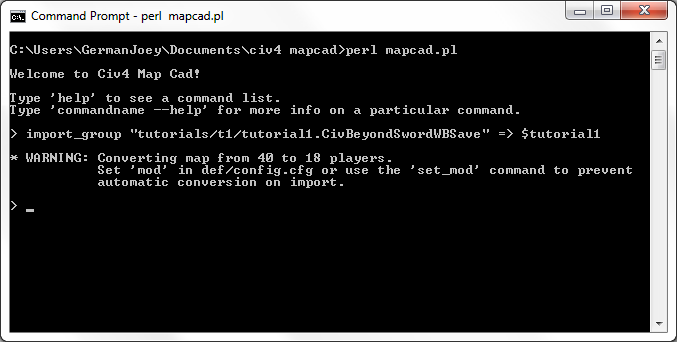 Command Prompt - perl  mapcad.pl
C:\Users\GermanJoey\Documents\civ4 mapcad>perl mapcad.pl
Welcome to Civ4 Map Cad!
Type 'help' to see a command list.
Type 'commandname --help' for more info on a particular command.
> import_group "tutorials/t1/tutorial1.CivBeyondSwordWBSave" => $tutorial1
* WARNING: Converting map from 40 to 18 players.
Set 'mod' in def/config.cfg or use the 'set_mod' command to prevent
automatic conversion on import.
> _